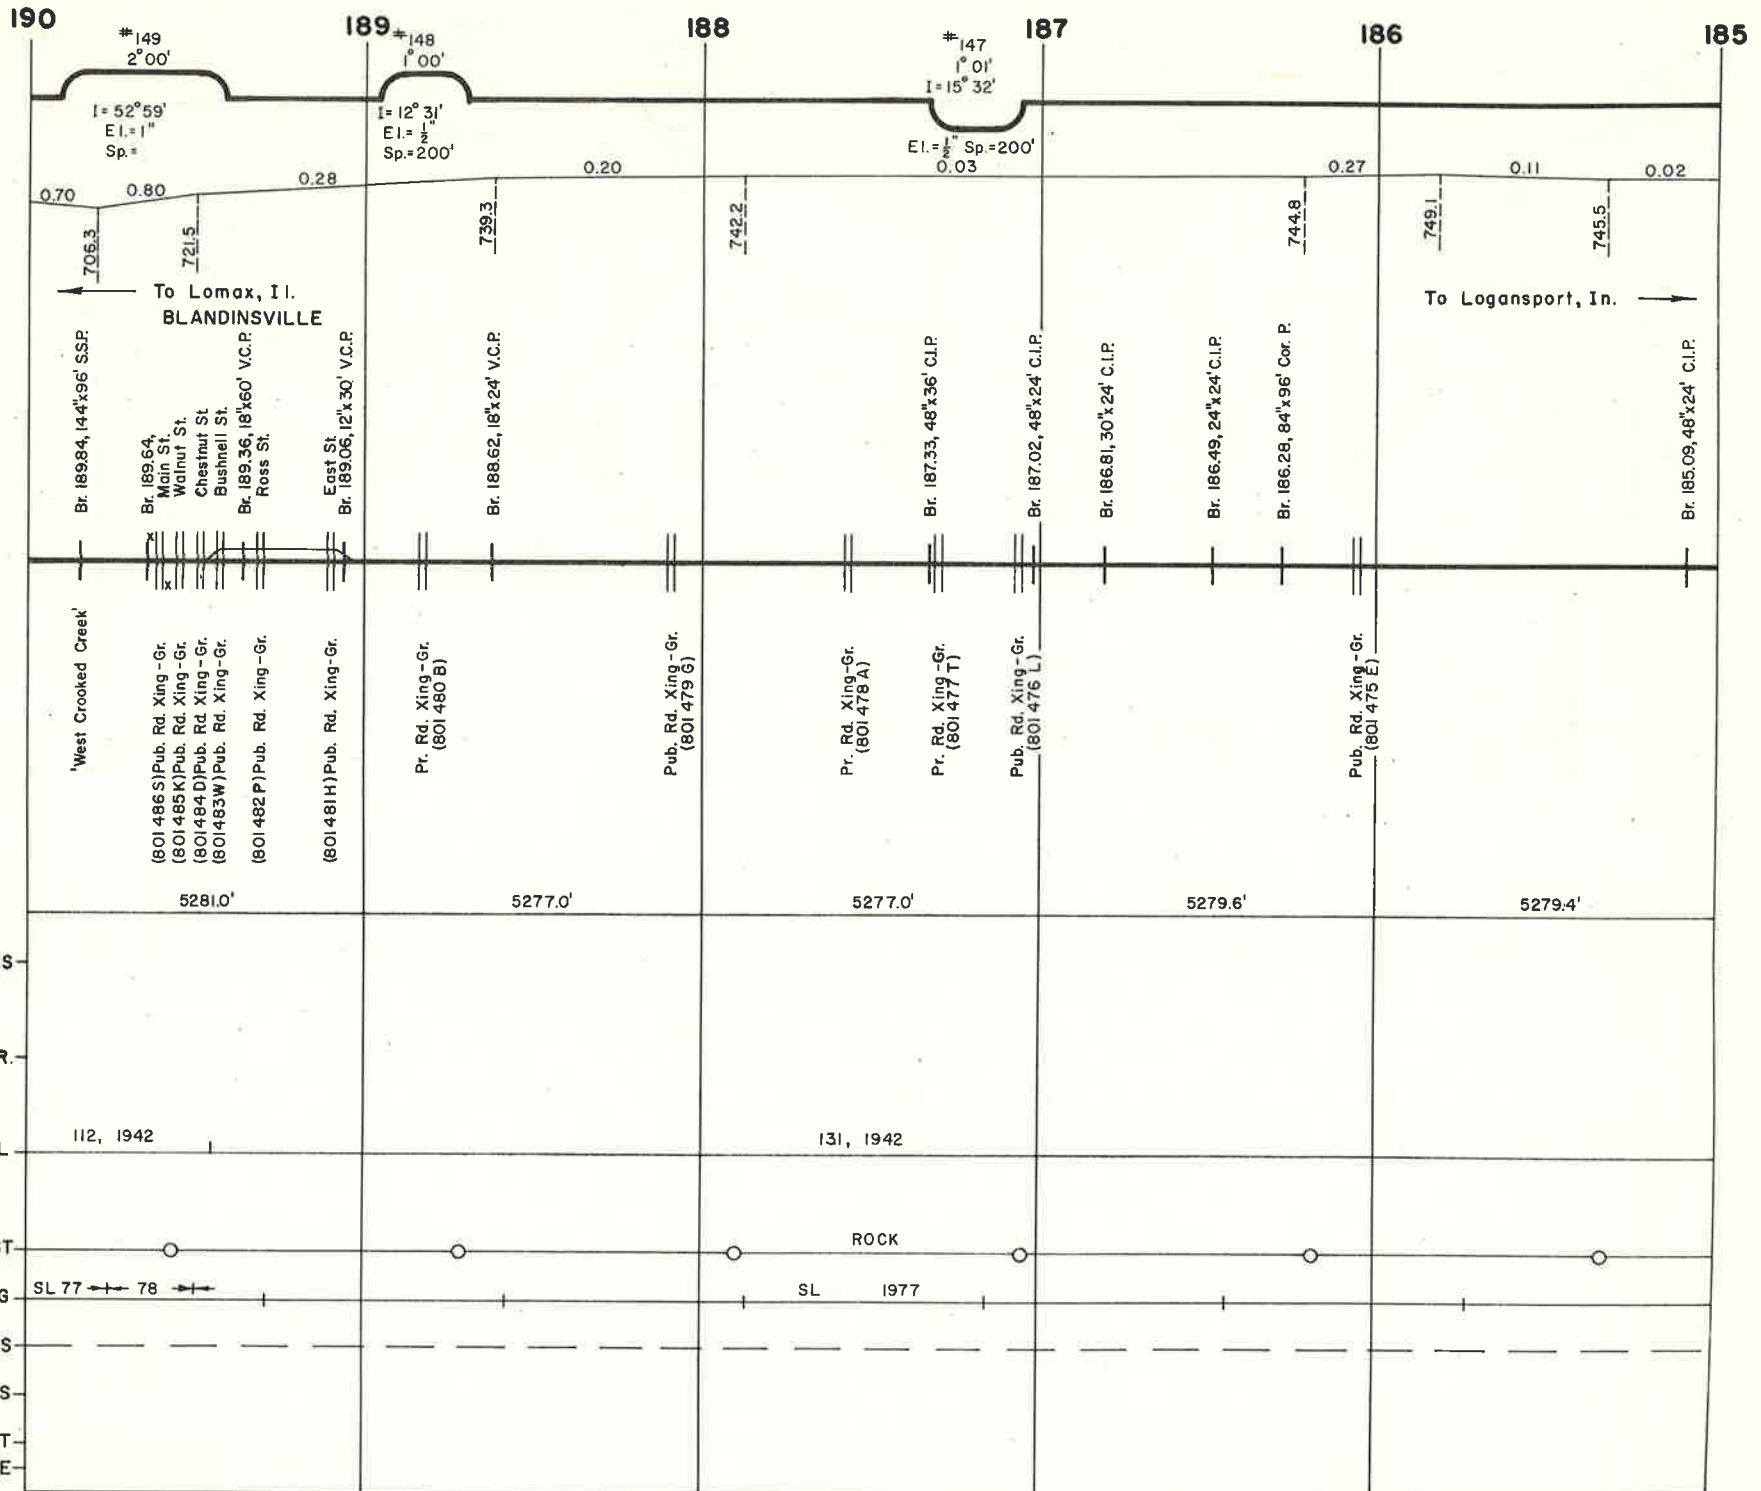 190
189
188
187
186
185
#149
2°00'
I=52°59'
El.=1"
Sp.=
#148
1°00'
I=12°31'
El.=½"
Sp.=200'
#147
1°01'
I=15°32'
El.=½" Sp.=200'
0.70
0.80
0.28
0.20
0.03
0.27
0.11
0.02
706.3
721.5
739.3
742.2
744.8
749.1
745.5
To Lomax, Il.
BLANDINSVILLE
To Logansport, In.
Br. 189.84, 144"x96' S.S.P.
Br. 189.64,
Main St.
Walnut St.
Chestnut St.
Bushnell St.
Br. 189.36, 18"x60' V.C.P.
Ross St.
East St.
Br. 189.06, 12"x30' V.C.P.
Br. 188.62, 18"x24' V.C.P.
Br. 187.33, 48"x36' C.I.P.
Br. 187.02, 48"x24' C.I.P.
Br. 186.81, 30"x24' C.I.P.
Br. 186.49, 24"x24' C.I.P.
Br. 186.28, 84"x96' Cor. P.
Br. 185.09, 48"x24' C.I.P.
x
x
'West Crooked Creek'
(801 486 S) Pub. Rd. Xing-Gr.
(801 485 K) Pub. Rd. Xing-Gr.
(801 484 D) Pub. Rd. Xing-Gr.
(801 483 W) Pub. Rd. Xing-Gr.
(801 482 P) Pub. Rd. Xing-Gr.
(801 481 H) Pub. Rd. Xing-Gr.
Pr. Rd. Xing-Gr.
(801 480 B)
Pub. Rd. Xing-Gr.
(801 479 G)
Pr. Rd. Xing-Gr.
(801 478 A)
Pr. Rd. Xing-Gr.
(801 477 T)
Pub. Rd. Xing-Gr.
(801 476 L)
Pub. Rd. Xing-Gr.
(801 475 E)
5281.0'
5277.0'
5277.0'
5279.6'
5279.4'
S
R.
112, 1942
131, 1942
L
T
ROCK
SL 77
78
SL 1977
G
S
S
T
E